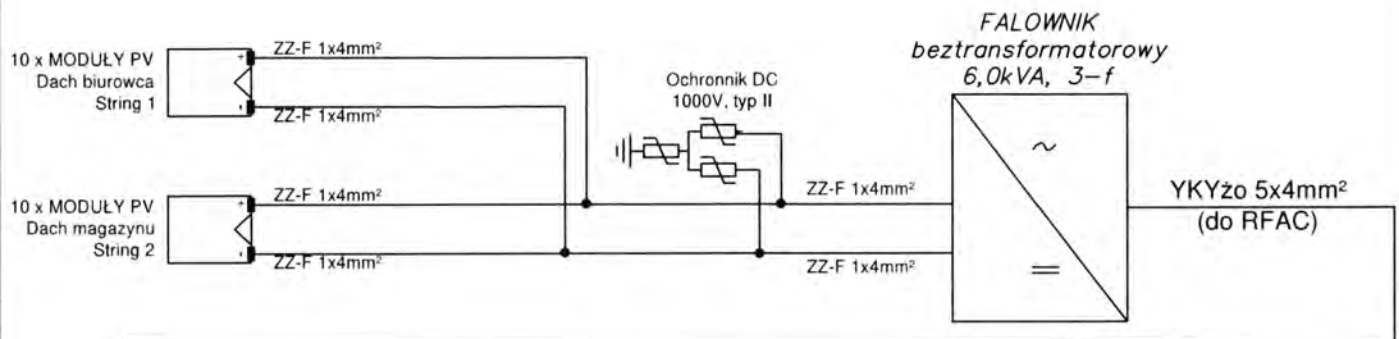 10 x MODUŁY PV
Dach biurowca
String 1
+
-
ZZ-F 1x4mm²
ZZ-F 1x4mm²
10 x MODUŁY PV
Dach magazynu
String 2
+
-
ZZ-F 1x4mm²
ZZ-F 1x4mm²
Ochronnik DC
1000V, typ II
ZZ-F 1x4mm²
ZZ-F 1x4mm²
FALOWNIK
beztransformatorowy
6,0kVA, 3-f
~
=
YKYżo 5x4mm²
(do RFAC)